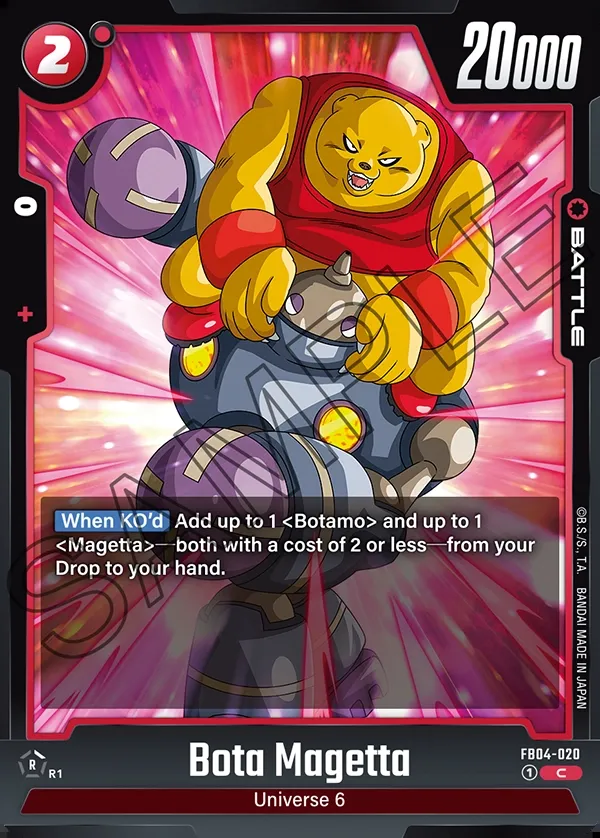 2
20000
0
+
BATTLE
SAMPLE
When KO'd Add up to 1 <Botamo> and up to 1
<Magetta>—both with a cost of 2 or less—from your
Drop to your hand.
©B.S./S., T.A. BANDAI MADE IN JAPAN
Bota Magetta
FB04-020
R R1
1 C
Universe 6